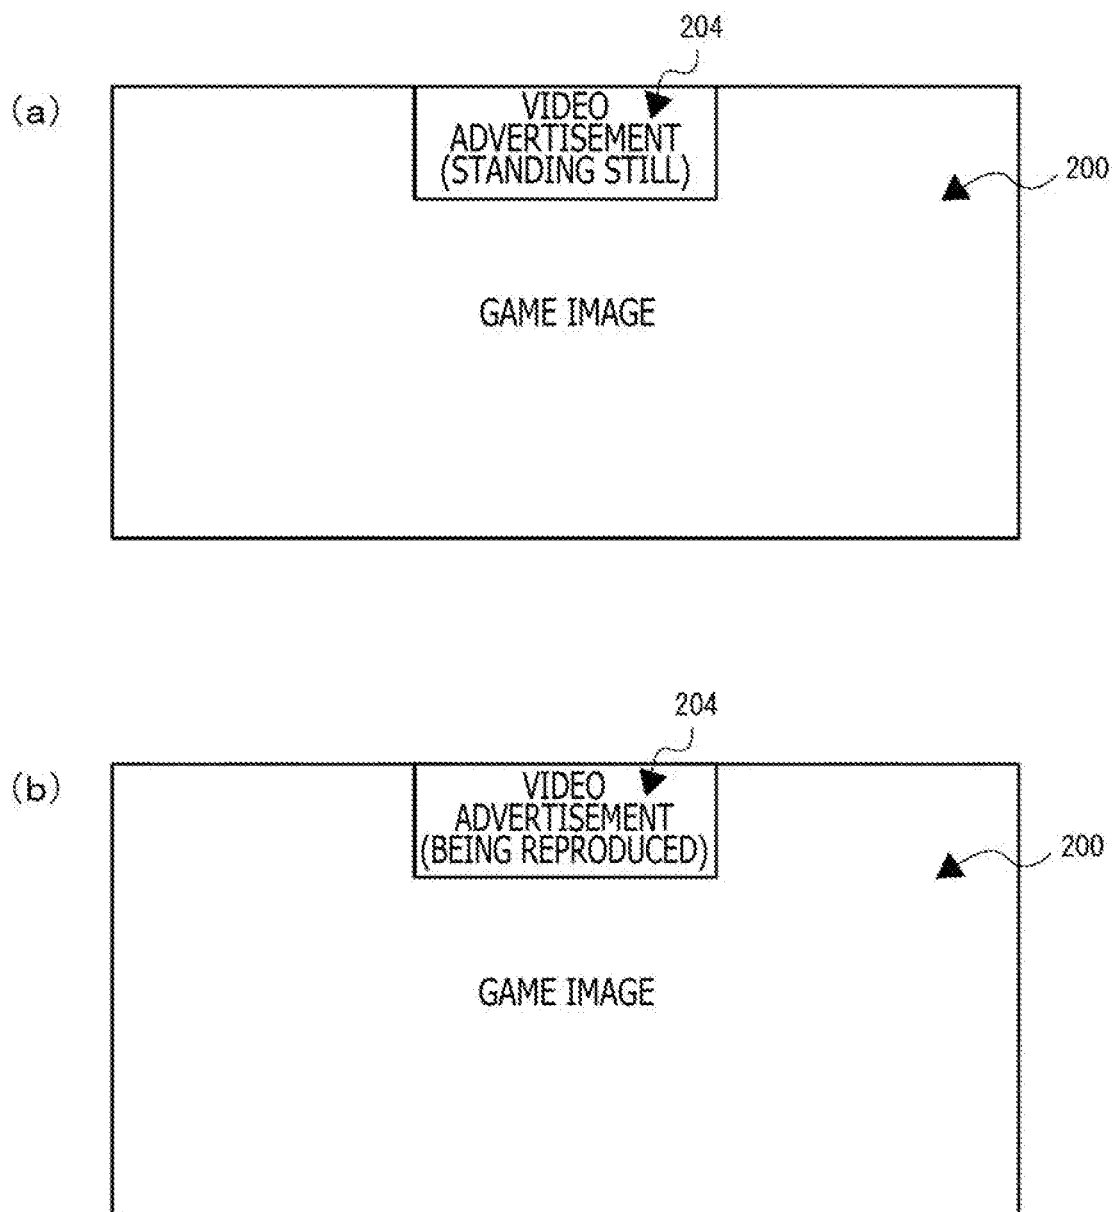 204
(a)
VIDEO
ADVERTISEMENT
(STANDING STILL)
200
GAME IMAGE
204
(b)
VIDEO
ADVERTISEMENT
(BEING REPRODUCED)
200
GAME IMAGE